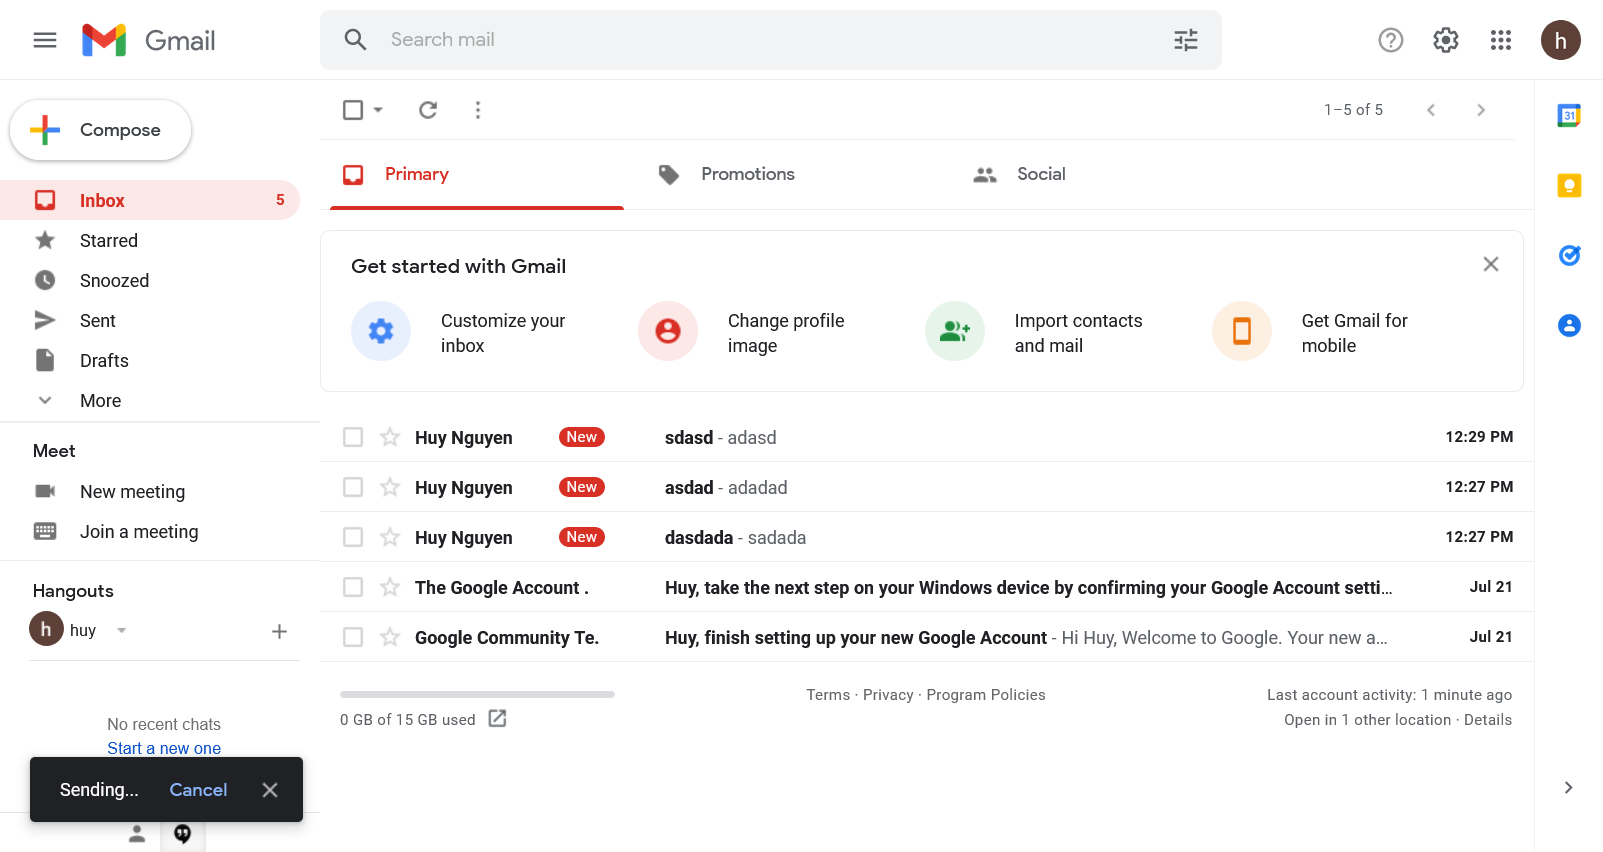 Gmail
Search mail
h
Compose
1–5 of 5
31
Primary
Promotions
Social
Inbox
5
Starred
Snoozed
Sent
Drafts
More
Get started with Gmail
Customize your
inbox
Change profile
image
Import contacts
and mail
Get Gmail for
mobile
Huy Nguyen New sdasd - adasd 12:29 PM
Huy Nguyen New asdad - adadad 12:27 PM
Huy Nguyen New dasdada - sadada 12:27 PM
The Google Account . Huy, take the next step on your Windows device by confirming your Google Account setti... Jul 21
Google Community Te. Huy, finish setting up your new Google Account - Hi Huy, Welcome to Google. Your new a... Jul 21
Meet
New meeting
Join a meeting
Hangouts
h huy
No recent chats
Start a new one
Sending... Cancel
0 GB of 15 GB used
Terms · Privacy · Program Policies
Last account activity: 1 minute ago
Open in 1 other location · Details